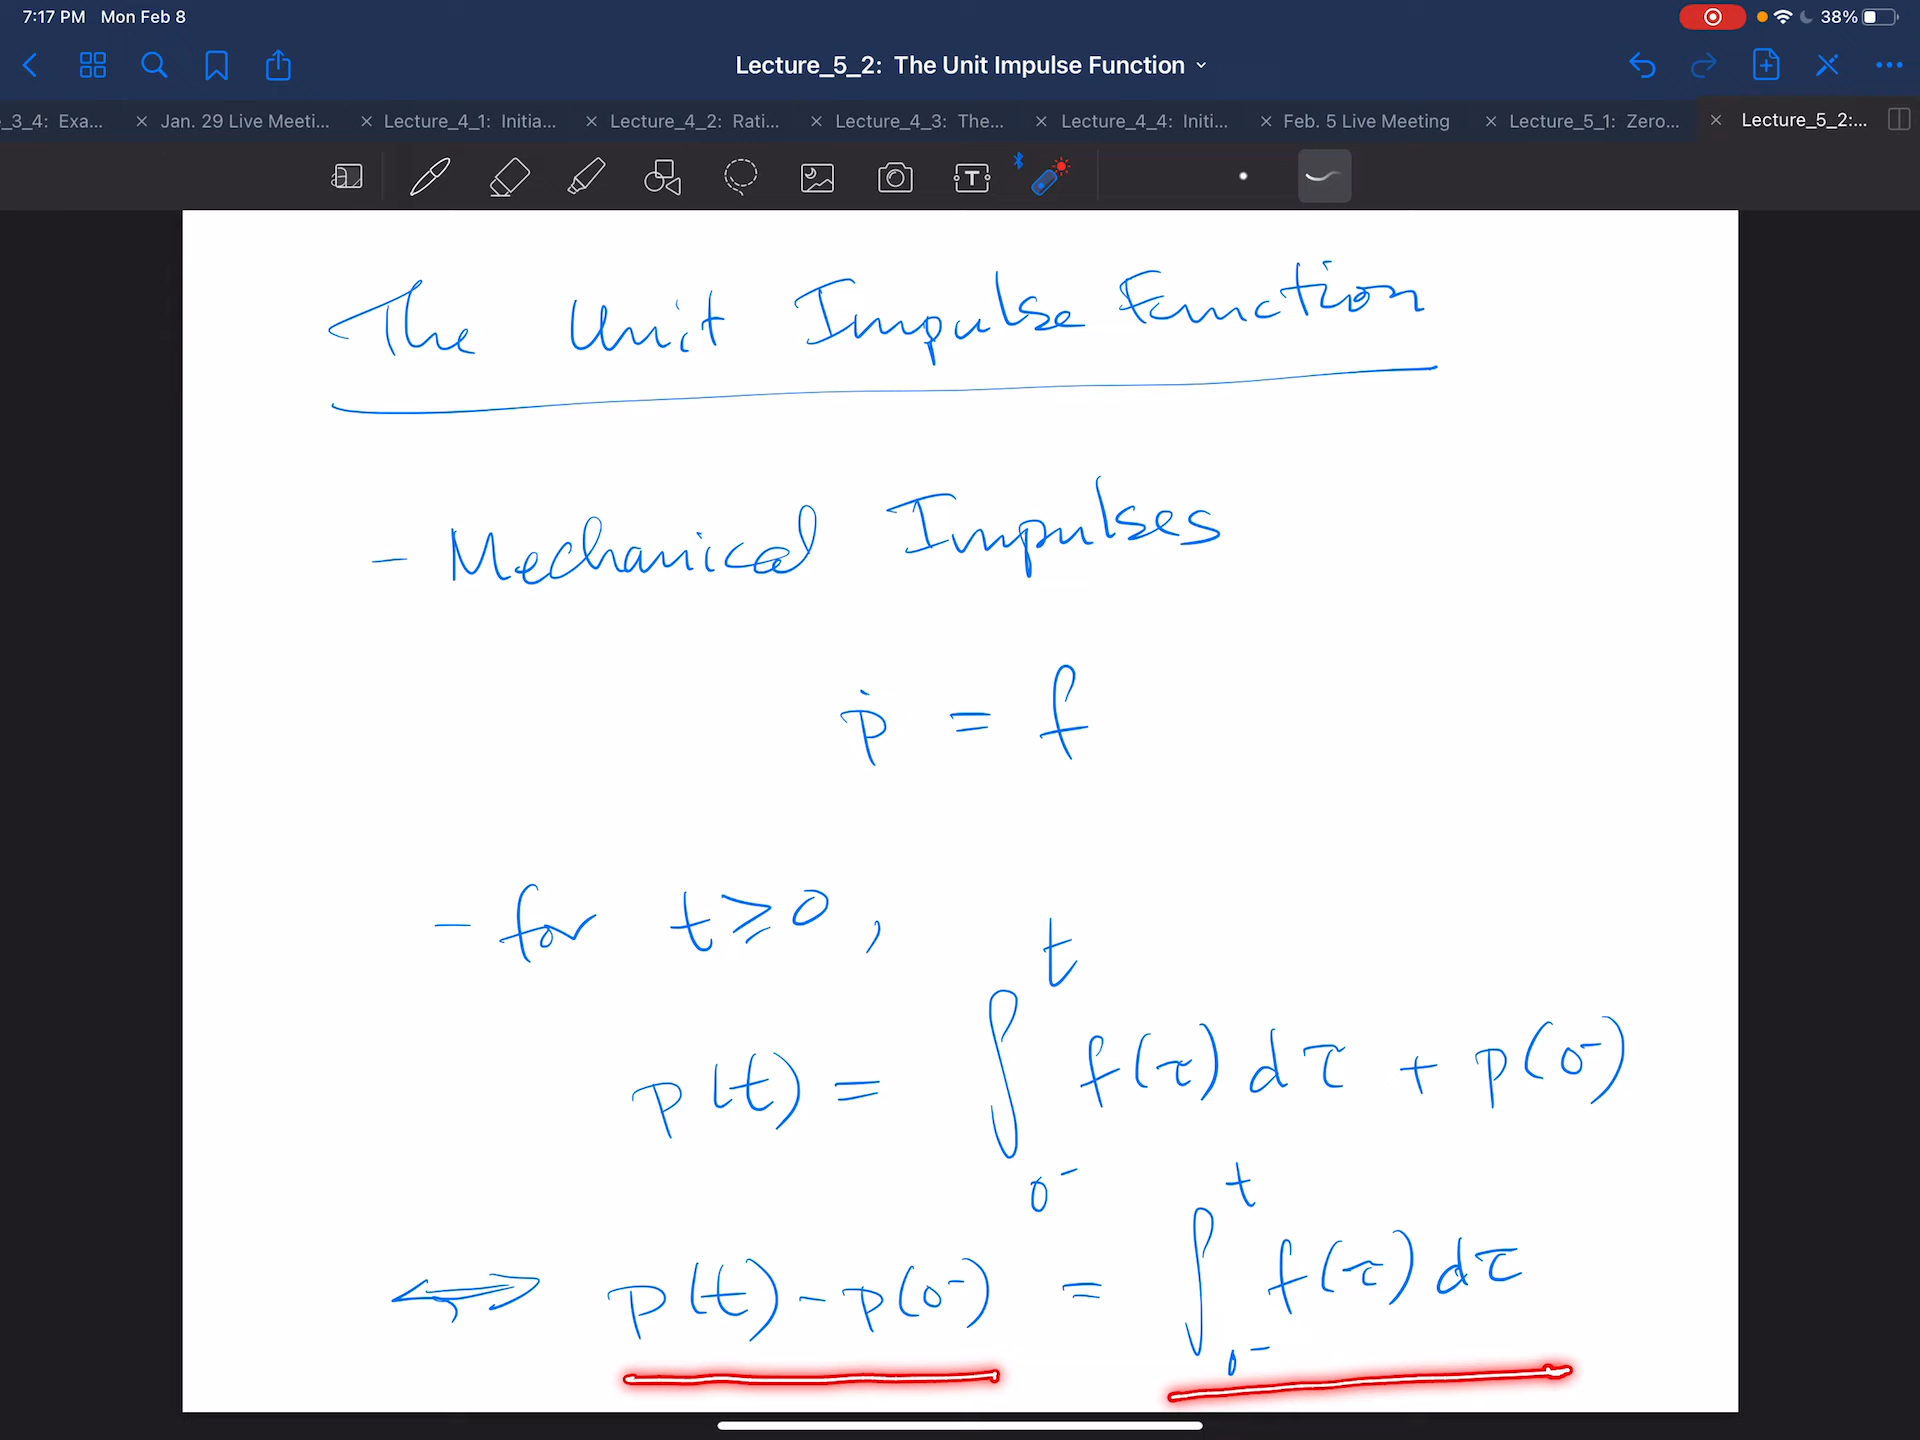 7:17 PM Mon Feb 8
38%
Lecture_5_2: The Unit Impulse Function
_3_4: Exa...
Jan. 29 Live Meeti...
Lecture_4_1: Initia...
Lecture_4_2: Rati...
Lecture_4_3: The...
Lecture_4_4: Initi...
Feb. 5 Live Meeting
Lecture_5_1: Zero...
Lecture_5_2:...
T
The Unit Impulse Function
- Mechanical Impulses
ṗ = f
- for t ≥ 0,
p(t) = ∫_{0⁻}^{t} f(τ) dτ + p(0⁻)
⟺ p(t) - p(0⁻) = ∫_{0⁻}^{t} f(τ) dτ